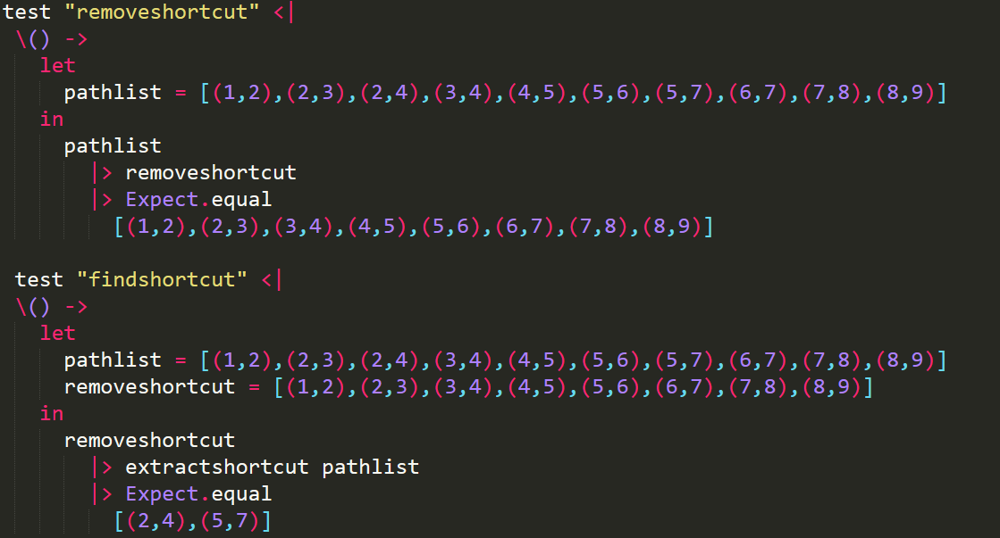 test "removeshortcut" <|
\() ->
let
pathlist = [(1,2),(2,3),(2,4),(3,4),(4,5),(5,6),(5,7),(6,7),(7,8),(8,9)]
in
pathlist
|> removeshortcut
|> Expect.equal
[(1,2),(2,3),(3,4),(4,5),(5,6),(6,7),(7,8),(8,9)]
test "findshortcut" <|
\() ->
let
pathlist = [(1,2),(2,3),(2,4),(3,4),(4,5),(5,6),(5,7),(6,7),(7,8),(8,9)]
removeshortcut = [(1,2),(2,3),(3,4),(4,5),(5,6),(6,7),(7,8),(8,9)]
in
removeshortcut
|> extractshortcut pathlist
|> Expect.equal
[(2,4),(5,7)]